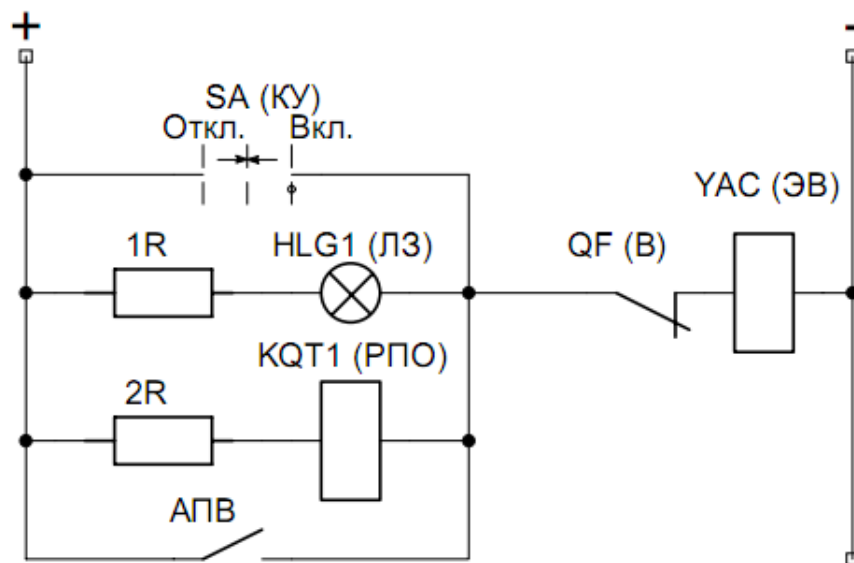 + -
SA (КУ)
Откл. Вкл.
YAC (ЭВ)
1R HLG1 (ЛЗ) QF (В)
KQT1 (РПО)
2R
АПВ